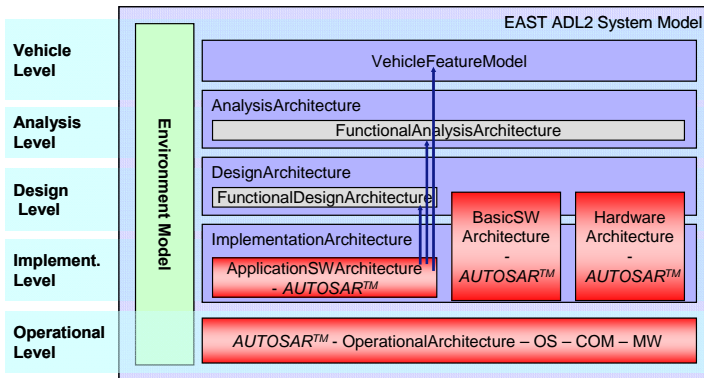 EAST ADL2 System Model
Vehicle
Level
VehicleFeatureModel
Analysis
Level
AnalysisArchitecture
FunctionalAnalysisArchitecture
Environment Model
Design
Level
DesignArchitecture
FunctionalDesignArchitecture
BasicSW
Architecture
-
AUTOSAR™
Hardware
Architecture
-
AUTOSAR™
Implement.
Level
ImplementationArchitecture
ApplicationSWArchitecture
- AUTOSAR™
Operational
Level
AUTOSAR™ - OperationalArchitecture – OS – COM – MW